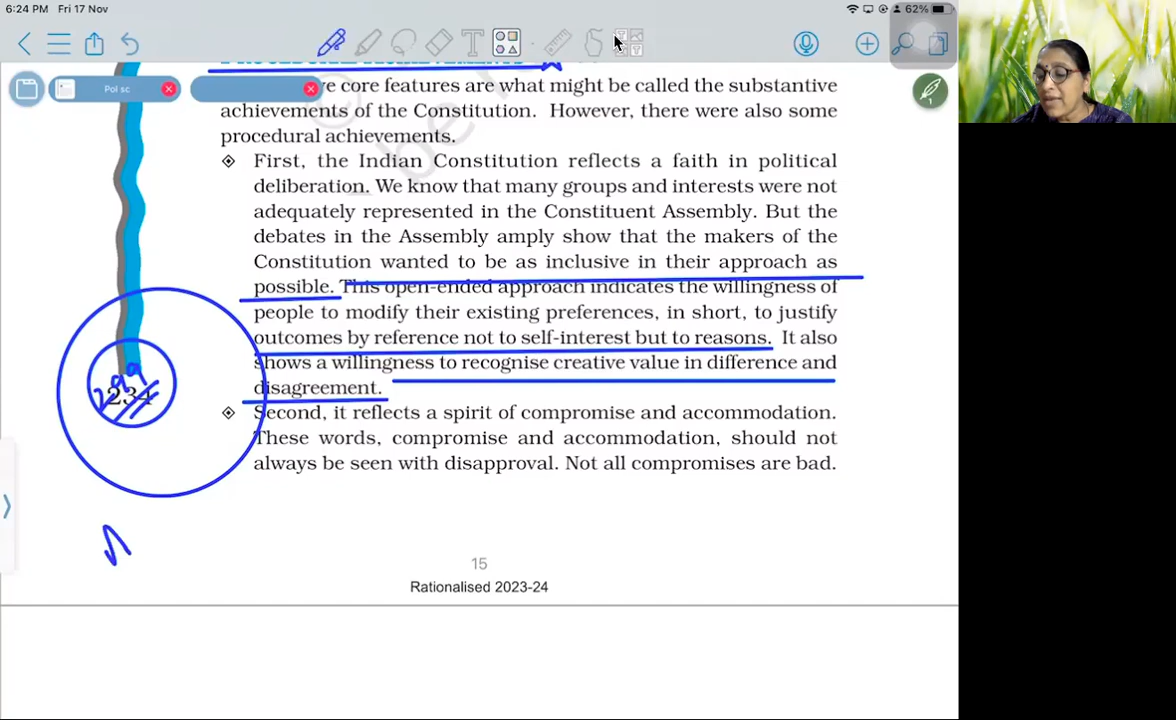 6:24 PM Fri 17 Nov
62%
Pol sc
ve core features are what might be called the substantive
achievements of the Constitution. However, there were also some
procedural achievements.
First, the Indian Constitution reflects a faith in political
deliberation. We know that many groups and interests were not
adequately represented in the Constituent Assembly. But the
debates in the Assembly amply show that the makers of the
Constitution wanted to be as inclusive in their approach as
possible. This open-ended approach indicates the willingness of
people to modify their existing preferences, in short, to justify
outcomes by reference not to self-interest but to reasons. It also
shows a willingness to recognise creative value in difference and
disagreement.
234
Second, it reflects a spirit of compromise and accommodation.
These words, compromise and accommodation, should not
always be seen with disapproval. Not all compromises are bad.
15
Rationalised 2023-24